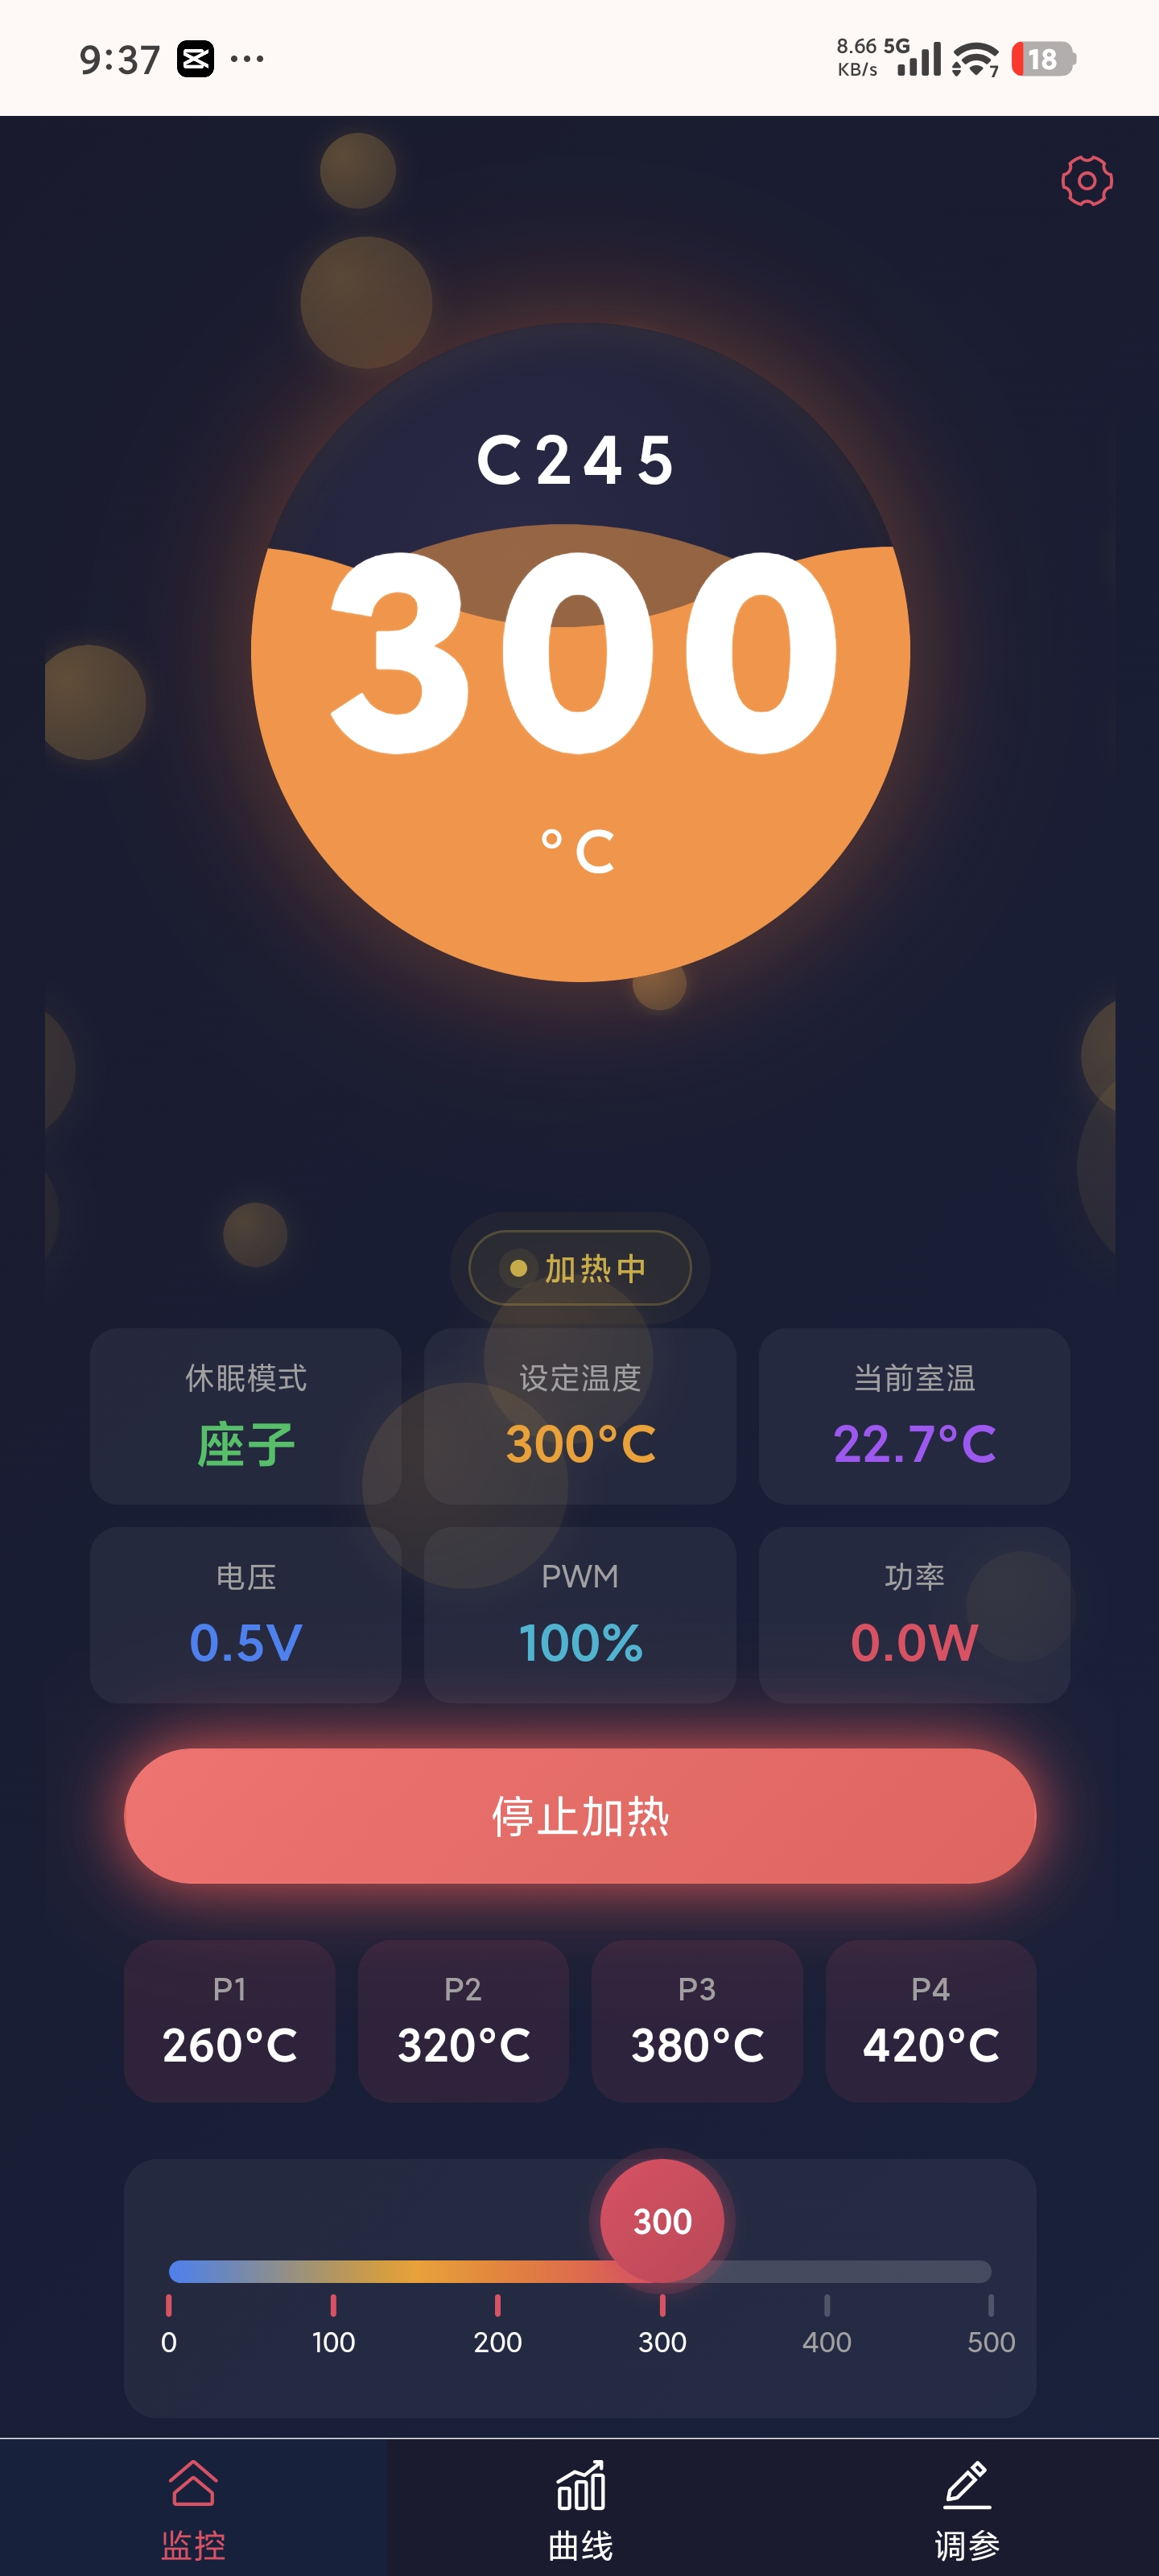 9:37 ... 8.66 KB/s 5G 7 18
C245
300
°C
加热中
休眠模式 设定温度 当前室温
座子 300°C 22.7°C
电压 PWM 功率
0.5V 100% 0.0W
停止加热
P1 P2 P3 P4
260°C 320°C 380°C 420°C
300
0 100 200 300 400 500
监控 曲线 调参